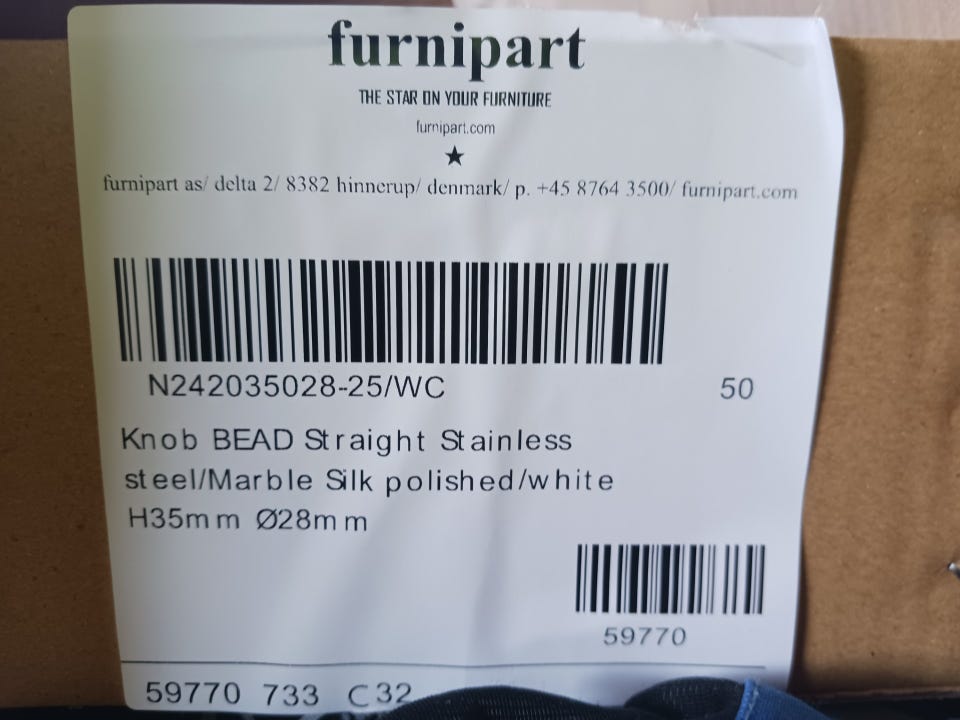 furnipart
THE STAR ON YOUR FURNITURE
furnipart.com
furnipart as/ delta 2/ 8382 hinnerup/ denmark/ p. +45 8764 3500/ furnipart.com
N242035028-25/WC 50
Knob BEAD Straight Stainless
steel/Marble Silk polished/white
H35mm Ø28mm
59770
59770 733 C32